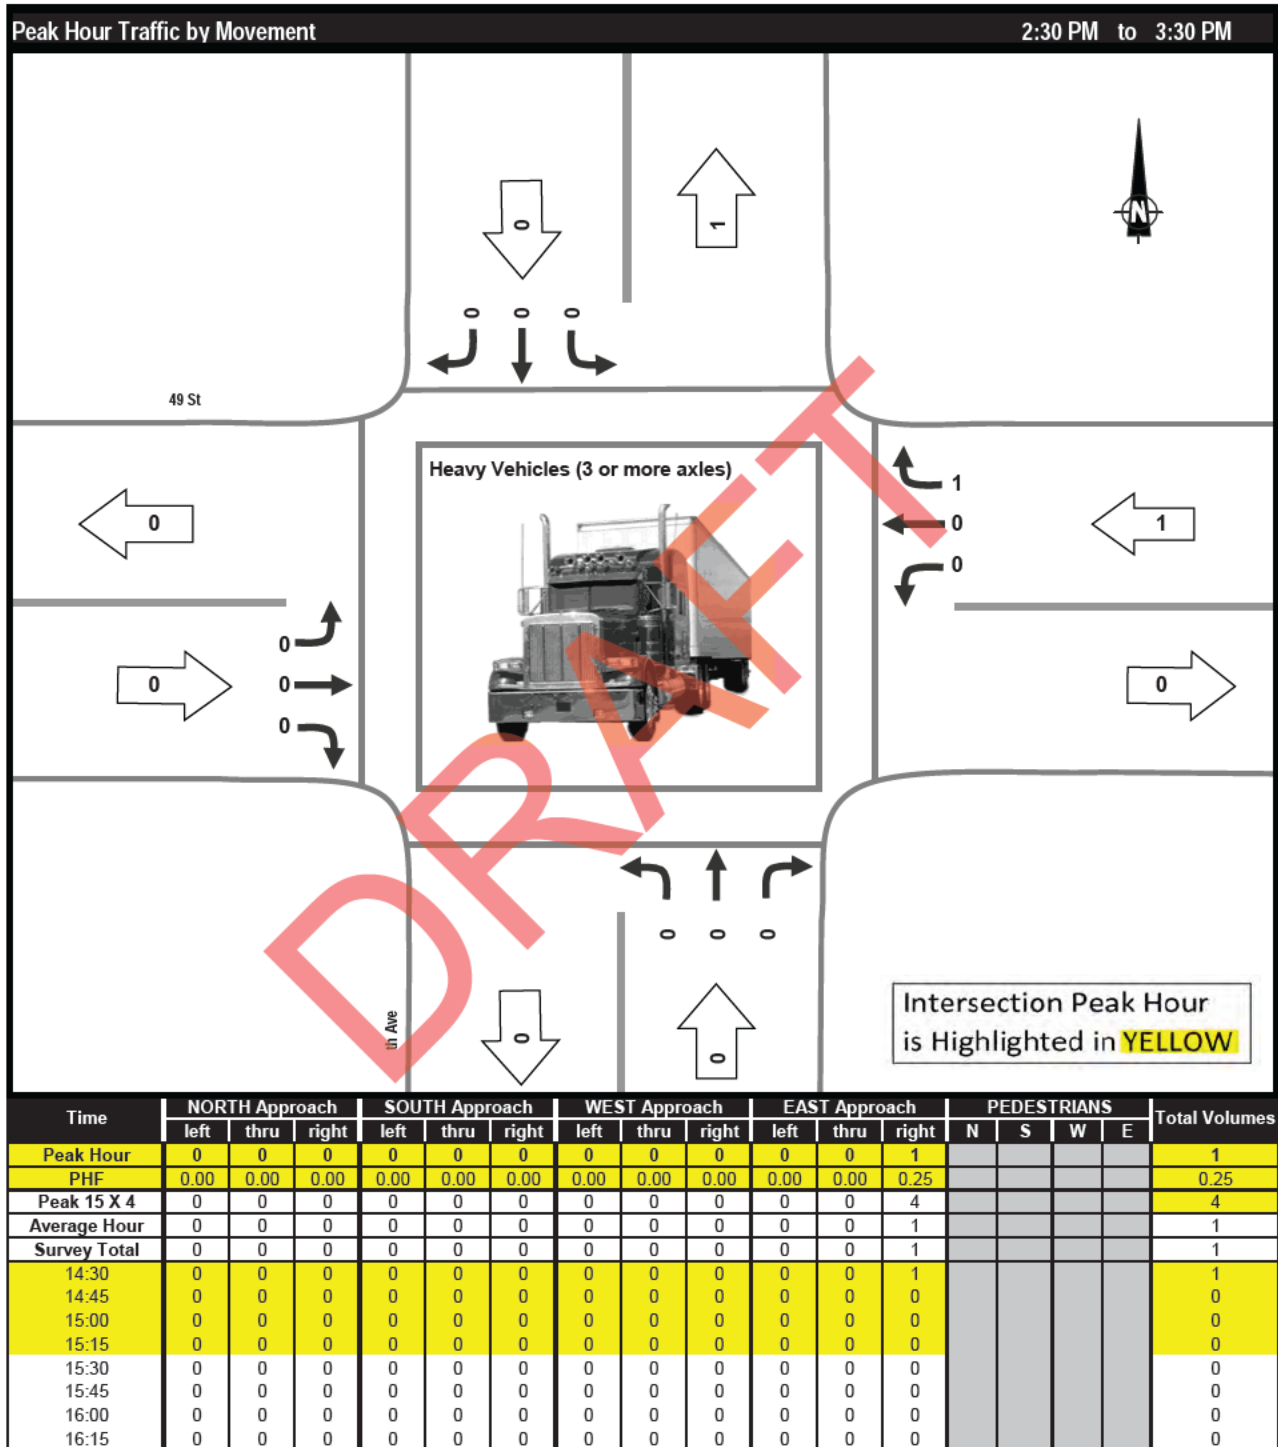 Peak Hour Traffic by Movement 2:30 PM to 3:30 PM
N
0 1
0 0 0
49 St
Heavy Vehicles (3 or more axles)
1
0 0 1
0
0
0 0 0
0
DRAFT
0 0 0
th Ave
0 0
Intersection Peak Hour
is Highlighted in YELLOW
Time NORTH Approach SOUTH Approach WEST Approach EAST Approach PEDESTRIANS Total Volumes
left thru right left thru right left thru right left thru right N S W E
Peak Hour 0 0 0 0 0 0 0 0 0 0 0 1 1
PHF 0.00 0.00 0.00 0.00 0.00 0.00 0.00 0.00 0.00 0.00 0.00 0.25 0.25
Peak 15 X 4 0 0 0 0 0 0 0 0 0 0 0 4 4
Average Hour 0 0 0 0 0 0 0 0 0 0 0 1 1
Survey Total 0 0 0 0 0 0 0 0 0 0 0 1 1
14:30 0 0 0 0 0 0 0 0 0 0 0 1 1
14:45 0 0 0 0 0 0 0 0 0 0 0 0 0
15:00 0 0 0 0 0 0 0 0 0 0 0 0 0
15:15 0 0 0 0 0 0 0 0 0 0 0 0 0
15:30 0 0 0 0 0 0 0 0 0 0 0 0 0
15:45 0 0 0 0 0 0 0 0 0 0 0 0 0
16:00 0 0 0 0 0 0 0 0 0 0 0 0 0
16:15 0 0 0 0 0 0 0 0 0 0 0 0 0